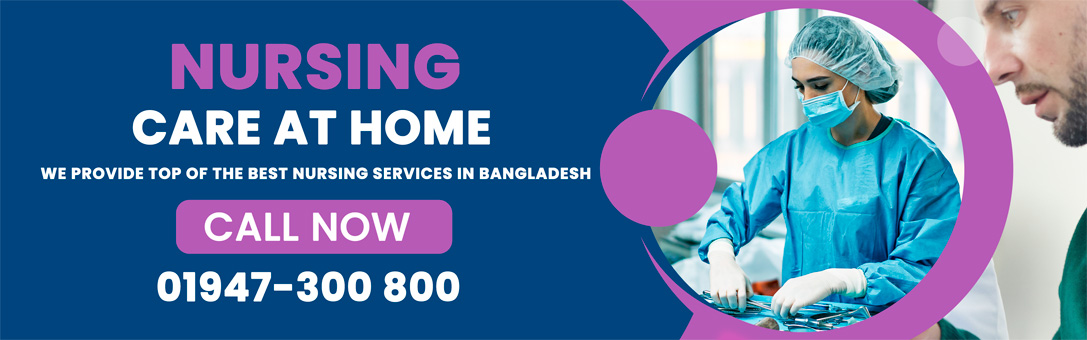 NURSING
CARE AT HOME
WE PROVIDE TOP OF THE BEST NURSING SERVICES IN BANGLADESH
CALL NOW
01947-300 800